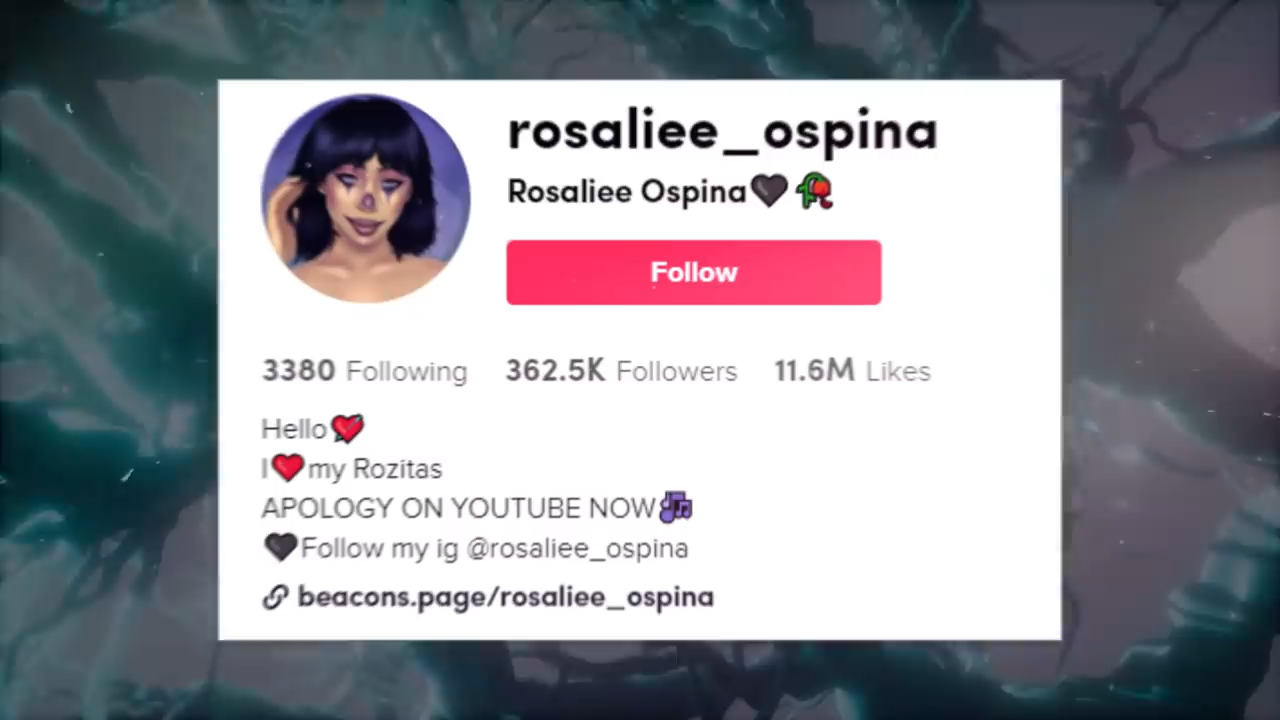 rosaliee_ospina
Rosaliee Ospina🖤🥀
Follow
3380 Following 362.5K Followers 11.6M Likes
Hello💘
I❤️my Rozitas
APOLOGY ON YOUTUBE NOW🎶
🖤Follow my ig @rosaliee_ospina
beacons.page/rosaliee_ospina